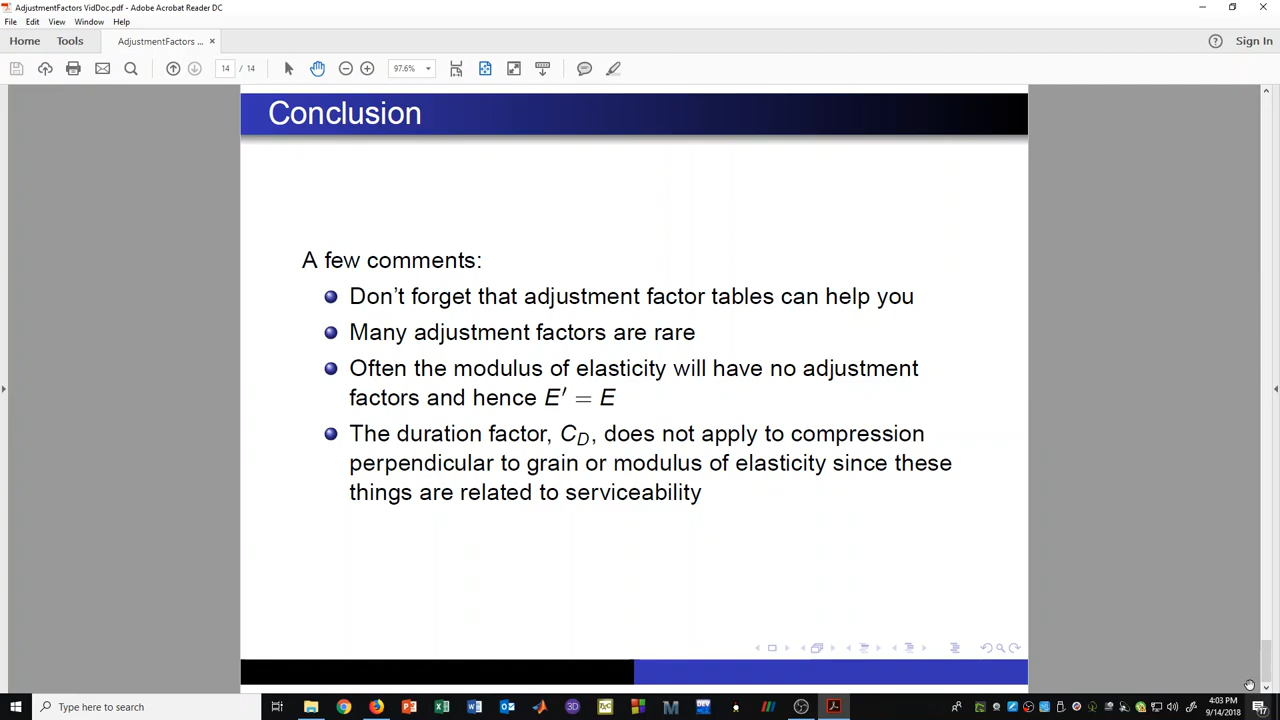 AdjustmentFactors VidDoc.pdf - Adobe Acrobat Reader DC
File Edit View Window Help
Home Tools AdjustmentFactors ... × Sign In
14 / 14 97.6%
Conclusion
A few comments:
Don't forget that adjustment factor tables can help you
Many adjustment factors are rare
Often the modulus of elasticity will have no adjustment
factors and hence E′ = E
The duration factor, C_D, does not apply to compression
perpendicular to grain or modulus of elasticity since these
things are related to serviceability
Type here to search
4:03 PM
9/14/2018